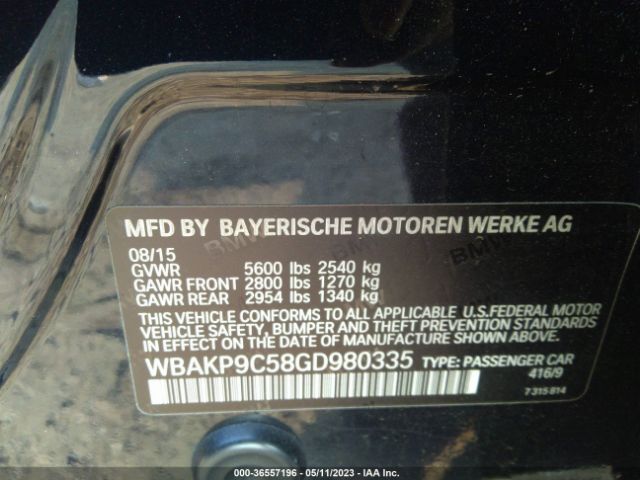 MFD BY BAYERISCHE MOTOREN WERKE AG
08/15
GVWR 5600 lbs 2540 kg
GAWR FRONT 2800 lbs 1270 kg
GAWR REAR 2954 lbs 1340 kg
THIS VEHICLE CONFORMS TO ALL APPLICABLE U.S.FEDERAL MOTOR
VEHICLE SAFETY, BUMPER AND THEFT PREVENTION STANDARDS IN
EFFECT ON THE DATE OF MANUFACTURE SHOWN ABOVE.
WBAKP9C58GD980335 TYPE: PASSENGER CAR
416/9
7 315 814
000-36557196 - 05/11/2023 - IAA Inc.